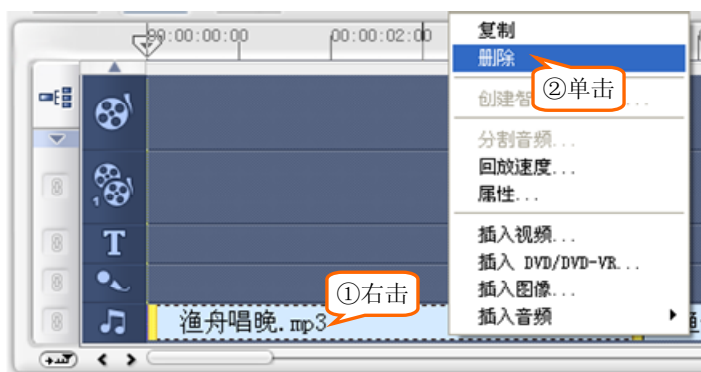 00:00:00:00
00:00:02:00
复制
删除
②单击
创建智
...
分割音频...
回放速度...
属性...
插入视频...
插入 DVD/DVD-VR...
插入图像...
插入音频
1
T
①右击
渔舟唱晚.mp3